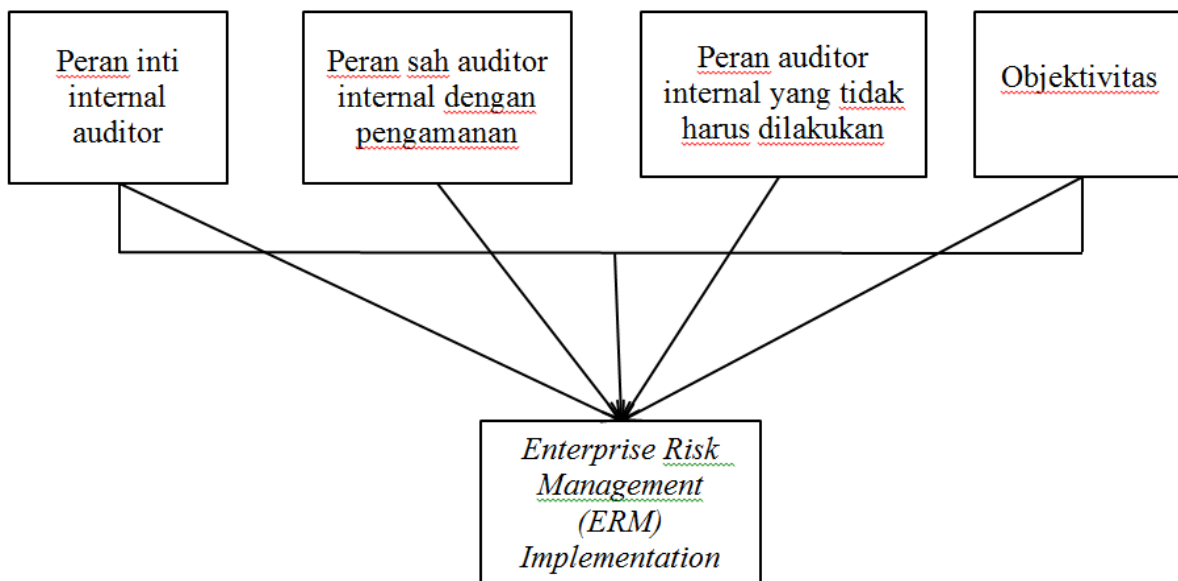 Peran inti
internal
auditor
Peran sah auditor
internal dengan
pengamanan
Peran auditor
internal yang tidak
harus dilakukan
Objektivitas
Enterprise Risk
Management
(ERM)
Implementation